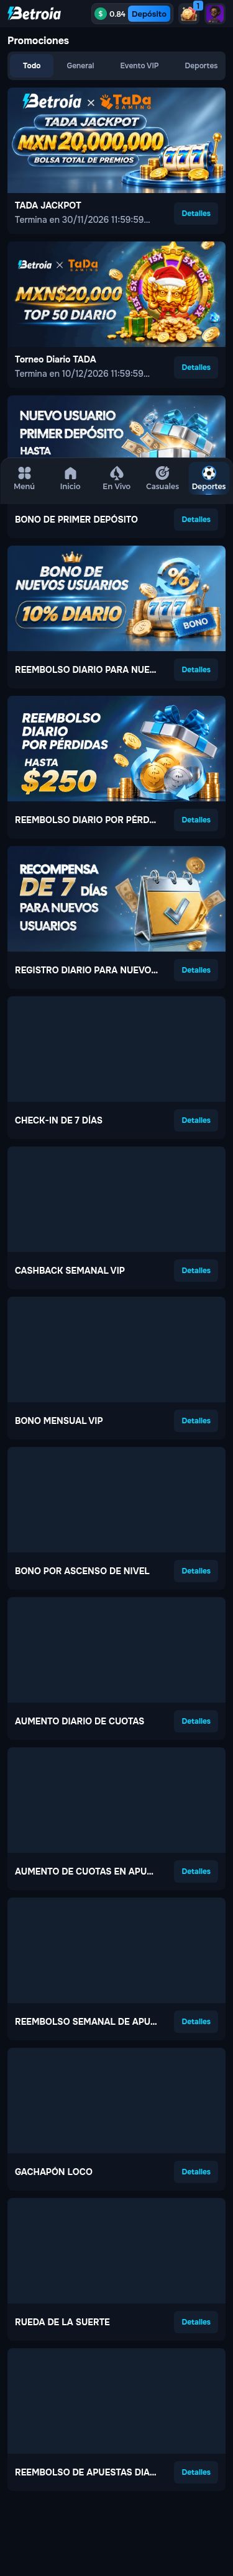 Betroia
$ 0.84 Depósito
1
Promociones
Todo General Evento VIP Deportes
Betroia × TaDa GAMING
TADA JACKPOT
MXN 20,000,000
BOLSA TOTAL DE PREMIOS
TADA JACKPOT
Termina en 30/11/2026 11:59:59...
Detalles
Betroia × TaDa GAMING
MXN$20,000
TOP 50 DIARIO
Torneo Diario TADA
Termina en 10/12/2026 11:59:59...
Detalles
NUEVO USUARIO
PRIMER DEPÓSITO
HASTA
Menú Inicio En Vivo Casuales Deportes
BONO DE PRIMER DEPÓSITO
Detalles
BONO DE
NUEVOS USUARIOS
10% DIARIO
%
BONO
REEMBOLSO DIARIO PARA NUE...
Detalles
REEMBOLSO
DIARIO
POR PÉRDIDAS
HASTA
$250
REEMBOLSO DIARIO POR PÉRD...
Detalles
RECOMPENSA
DE 7 DÍAS
PARA NUEVOS
USUARIOS
REGISTRO DIARIO PARA NUEVO...
Detalles
CHECK-IN DE 7 DÍAS
Detalles
CASHBACK SEMANAL VIP
Detalles
BONO MENSUAL VIP
Detalles
BONO POR ASCENSO DE NIVEL
Detalles
AUMENTO DIARIO DE CUOTAS
Detalles
AUMENTO DE CUOTAS EN APU...
Detalles
REEMBOLSO SEMANAL DE APU...
Detalles
GACHAPÓN LOCO
Detalles
RUEDA DE LA SUERTE
Detalles
REEMBOLSO DE APUESTAS DIA...
Detalles